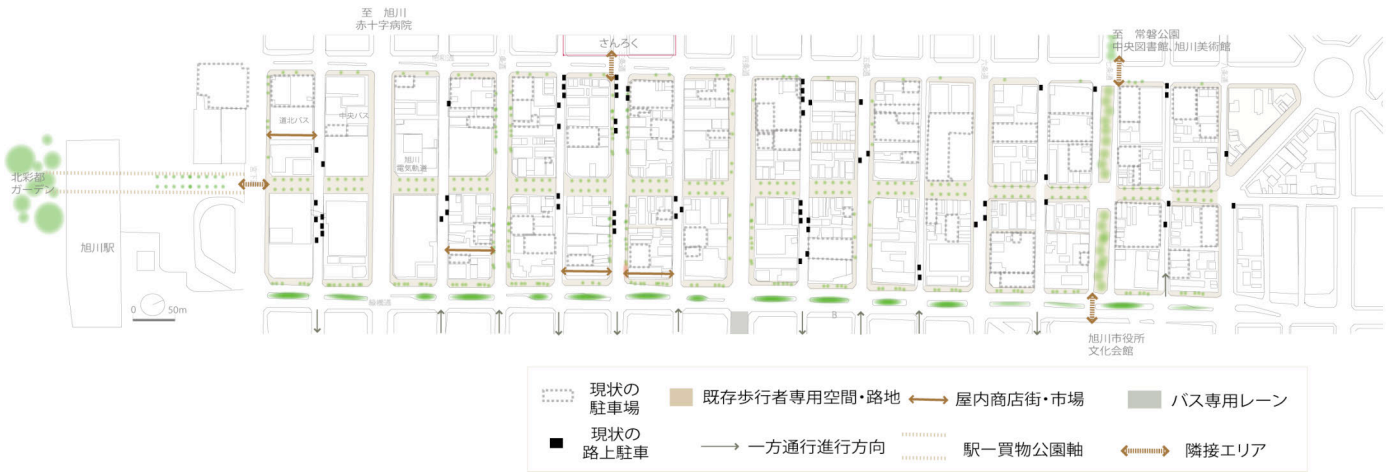 至 旭川
赤十字病院
さんろく
至 常磐公園
中央図書館、旭川美術館
道北バス
中央バス
旭川
電気軌道
北彩都
ガーデン
旭川駅
0 50m
B
旭川市役所
文化会館
現状の
駐車場
既存歩行者専用空間・路地
屋内商店街・市場
バス専用レーン
現状の
路上駐車
一方通行進行方向
駅ー買物公園軸
隣接エリア